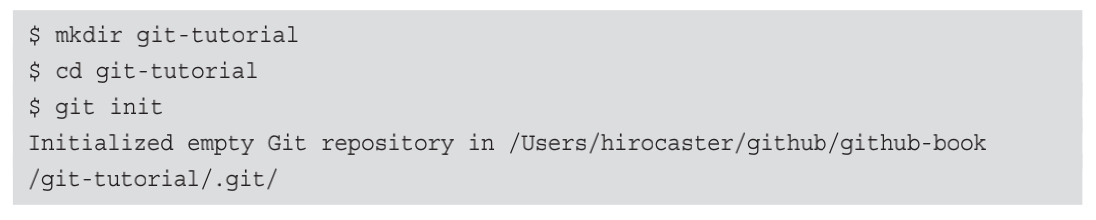 $ mkdir git-tutorial
$ cd git-tutorial
$ git init
Initialized empty Git repository in /Users/hirocaster/github/github-book
/git-tutorial/.git/